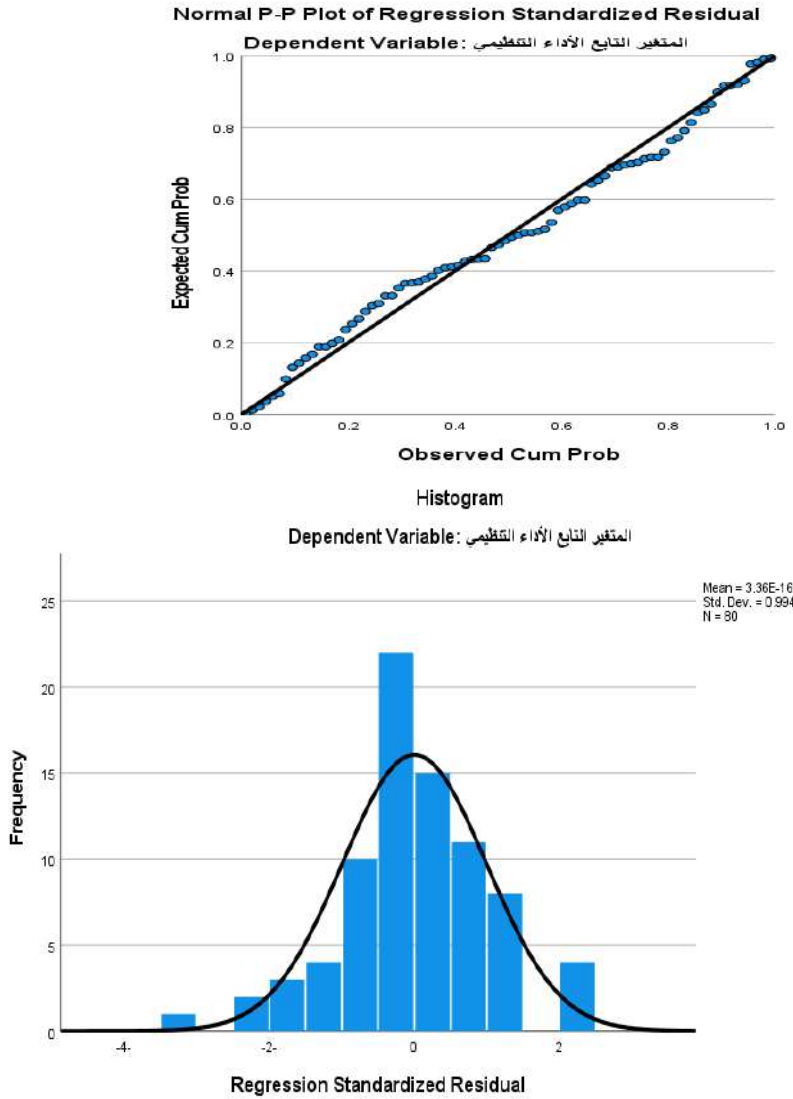 Normal P-P Plot of Regression Standardized Residual
Dependent Variable: المتغير التابع الأداء التنظيمي
1.0
0.8
0.6
0.4
0.2
0.0
Expected Cum Prob
0.0 0.2 0.4 0.6 0.8 1.0
Observed Cum Prob
Histogram
Dependent Variable: المتغير التابع الأداء التنظيمي
Mean = 3.36E-16
Std. Dev. = 0.994
N = 80
25
20
15
10
5
0
Frequency
-4- -2- 0 2
Regression Standardized Residual